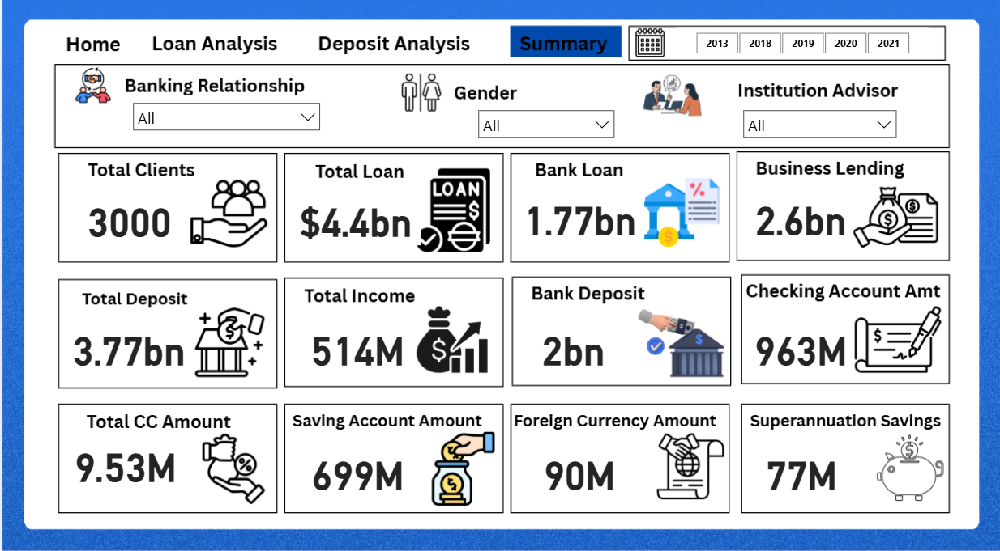 Home Loan Analysis Deposit Analysis Summary 2013 2018 2019 2020 2021
Banking Relationship
All
Gender
All
Institution Advisor
All
Total Clients
3000
Total Loan
$4.4bn
LOAN
$
Bank Loan
1.77bn
%
$
Business Lending
2.6bn
$
$
Total Deposit
3.77bn
$
Total Income
514M
$
Bank Deposit
2bn
$
Checking Account Amt
963M
$
Total CC Amount
9.53M
%
Saving Account Amount
699M
$
$
Foreign Currency Amount
90M
Superannuation Savings
77M
$